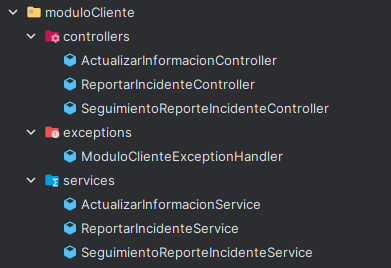 moduloCliente
controllers
ActualizarInformacionController
ReportarIncidenteController
SeguimientoReporteIncidenteController
exceptions
ModuloClienteExceptionHandler
services
ActualizarInformacionService
ReportarIncidenteService
SeguimientoReporteIncidenteService